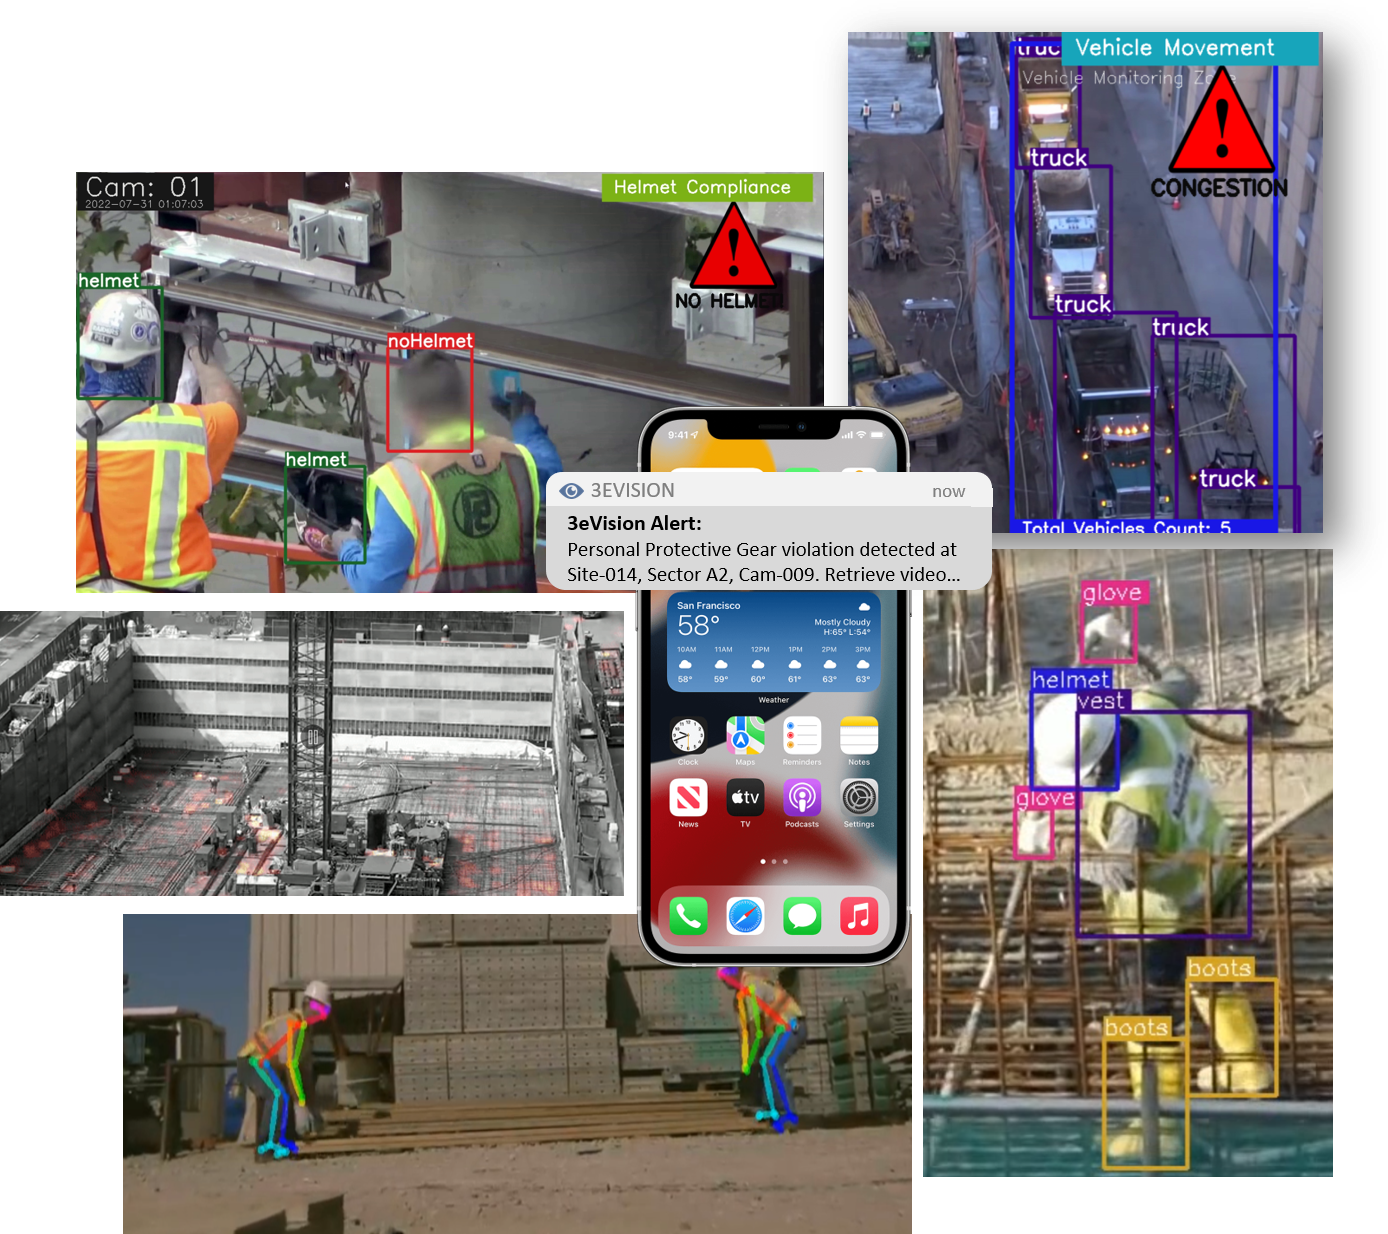 truck
Vehicle Movement
Vehicle Monitoring Zone
truck
CONGESTION
truck
truck
truck
Total Vehicles Count: 5
Cam: 01
2022-07-31 01:07:03
Helmet Compliance
NO HELMET
helmet
noHelmet
helmet
9:41
3EVISION
now
3eVision Alert:
Personal Protective Gear violation detected at
Site-014, Sector A2, Cam-009. Retrieve video...
San Francisco
58°
Mostly Cloudy
H:65° L:54°
10AM 11AM 12PM 1PM 2PM 3PM
58° 59° 60° 61° 63° 63°
Weather
Clock Maps Reminders Notes
tv
News TV Podcasts Settings
glove
helmet
vest
glove
boots
boots